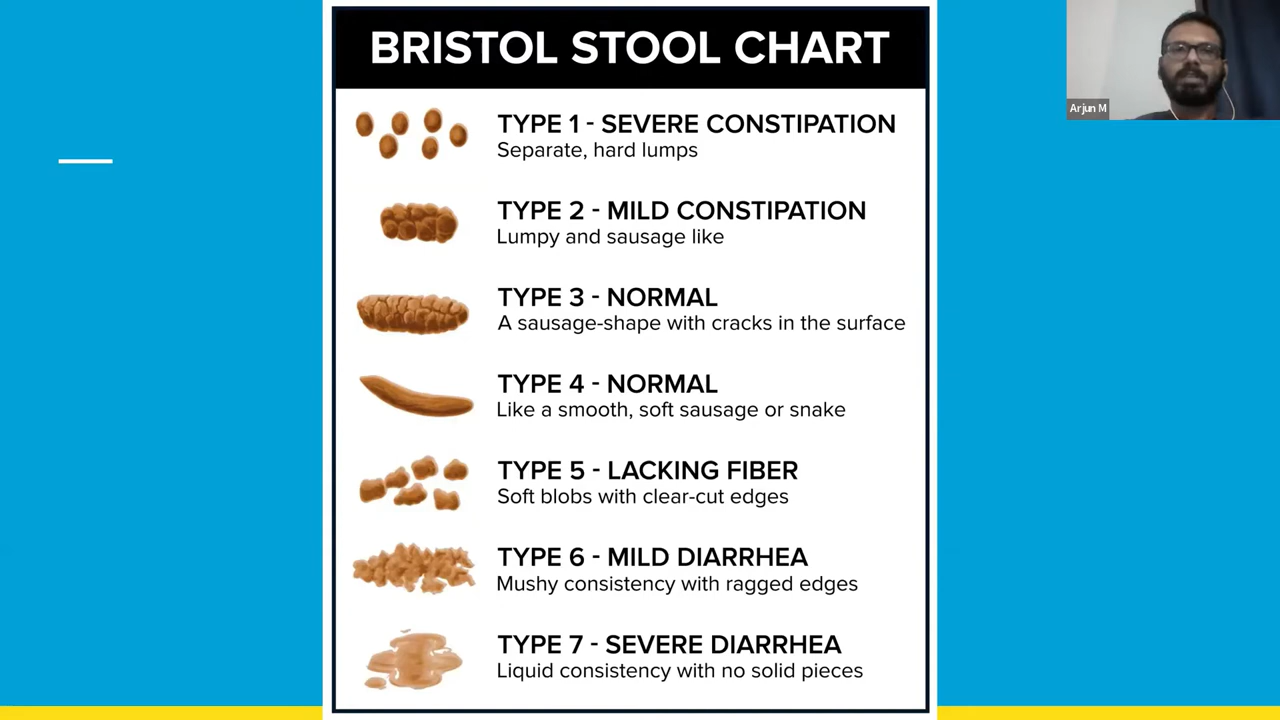 BRISTOL STOOL CHART
Arjun M
TYPE 1 - SEVERE CONSTIPATION
Separate, hard lumps
TYPE 2 - MILD CONSTIPATION
Lumpy and sausage like
TYPE 3 - NORMAL
A sausage-shape with cracks in the surface
TYPE 4 - NORMAL
Like a smooth, soft sausage or snake
TYPE 5 - LACKING FIBER
Soft blobs with clear-cut edges
TYPE 6 - MILD DIARRHEA
Mushy consistency with ragged edges
TYPE 7 - SEVERE DIARRHEA
Liquid consistency with no solid pieces